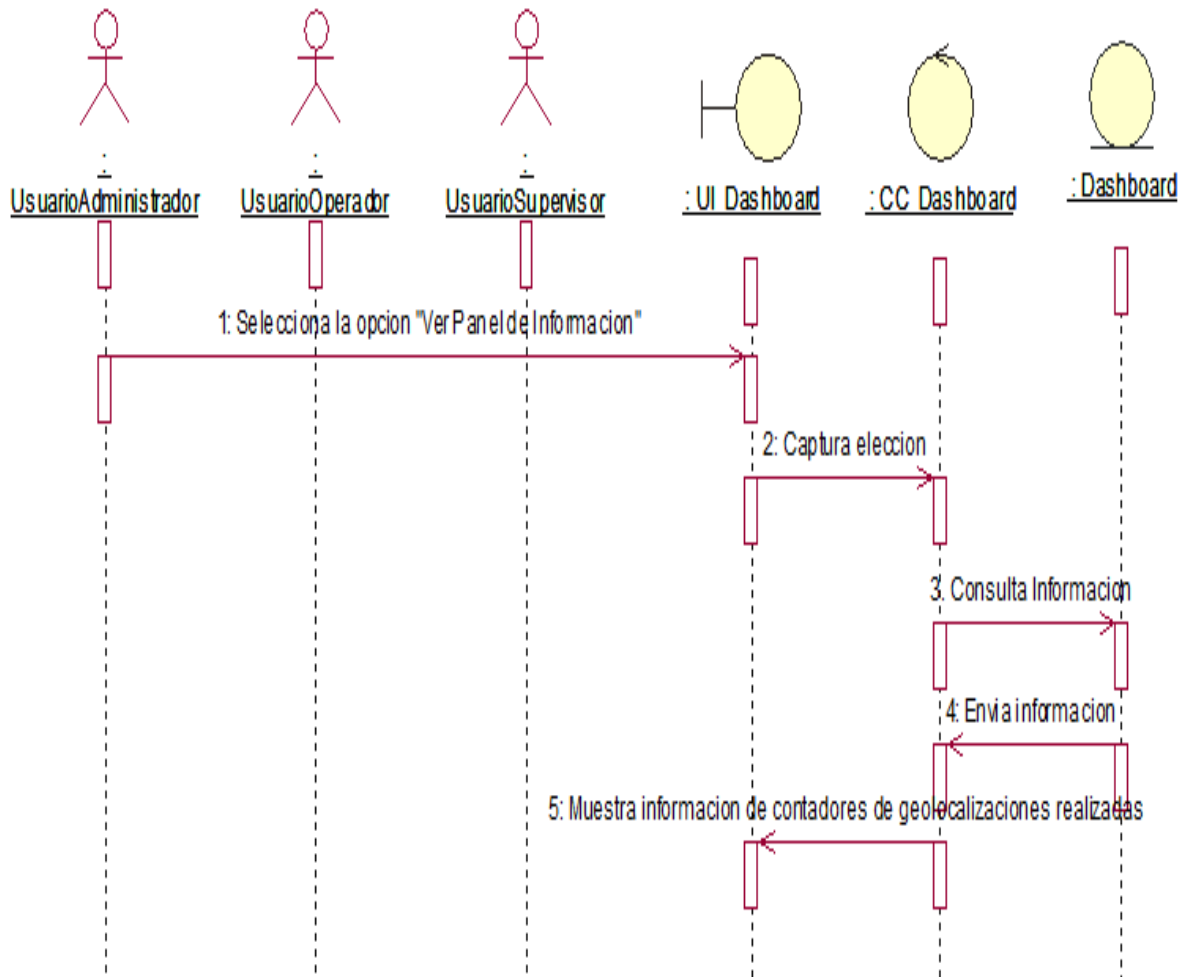 : UsuarioAdministrador
: UsuarioOperador
: UsuarioSupervisor
: UI Dashboard
: CC Dashboard
: Dashboard
1: Selecciona la opcion "Ver Panel de Informacion"
2: Captura eleccion
3: Consulta Informacion
4: Envia informacion
5: Muestra informacion de contadores de geolocalizaciones realizadas